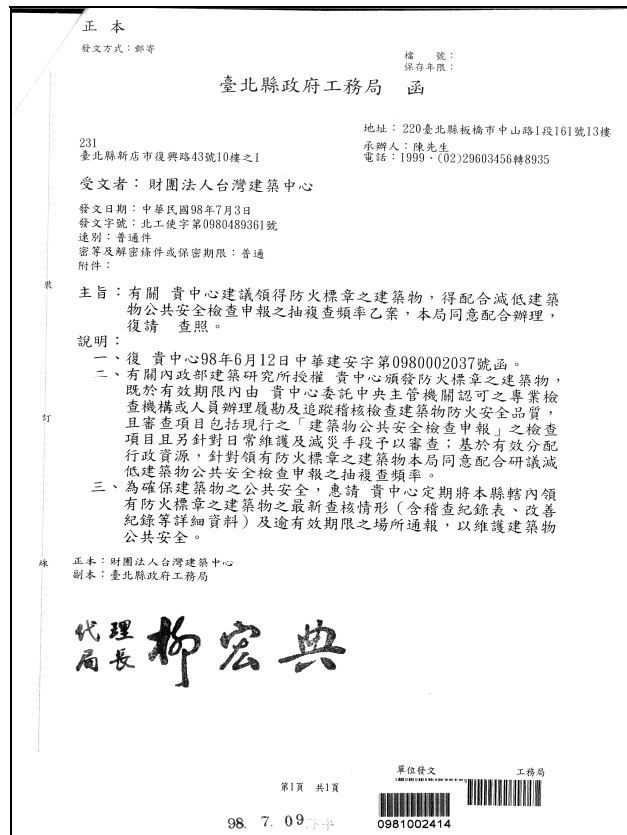 正本
發文方式：郵寄
檔　　號：
保存年限：
臺北縣政府工務局　函
地址：220臺北縣板橋市中山路1段161號13樓
承辦人：陳先生
電話：1999、(02)29603456轉8935
231
臺北縣新店市復興路43號10樓之1
受文者：財團法人台灣建築中心
發文日期：中華民國98年7月3日
發文字號：北工使字第0980489361號
速別：普通件
密等及解密條件或保密期限：普通
附件：
主旨：有關　貴中心建議領得防火標章之建築物，得配合減低建築
物公共安全檢查申報之抽複查頻率乙案，本局同意配合辦理，
復請　查照。
說明：
一、復　貴中心98年6月12日中華建安字第0980002037號函。
二、有關內政部建築研究所授權　貴中心頒發防火標章之建築物，
既於有效期限內由　貴中心委託中央主管機關認可之專業檢
查機構或人員辦理履勘及追蹤稽核檢查建築物防火安全品質，
且審查項目包括現行之「建築物公共安全檢查申報」之檢查
項目且另針對日常維護及減災手段予以審查；基於有效分配
行政資源，針對領有防火標章之建築物本局同意配合研議減
低建築物公共安全檢查申報之抽複查頻率。
三、為確保建築物之公共安全，惠請　貴中心定期將本縣轄內領
有防火標章之建築物之最新查核情形（含稽查紀錄表、改善
紀錄等詳細資料）及逾有效期限之場所通報，以維護建築物
公共安全。
裝
訂
線
正本：財團法人台灣建築中心
副本：臺北縣政府工務局
代理
局長 柳宏典
單位發文　工務局
第1頁　共1頁
0981002414
98. 7. 09